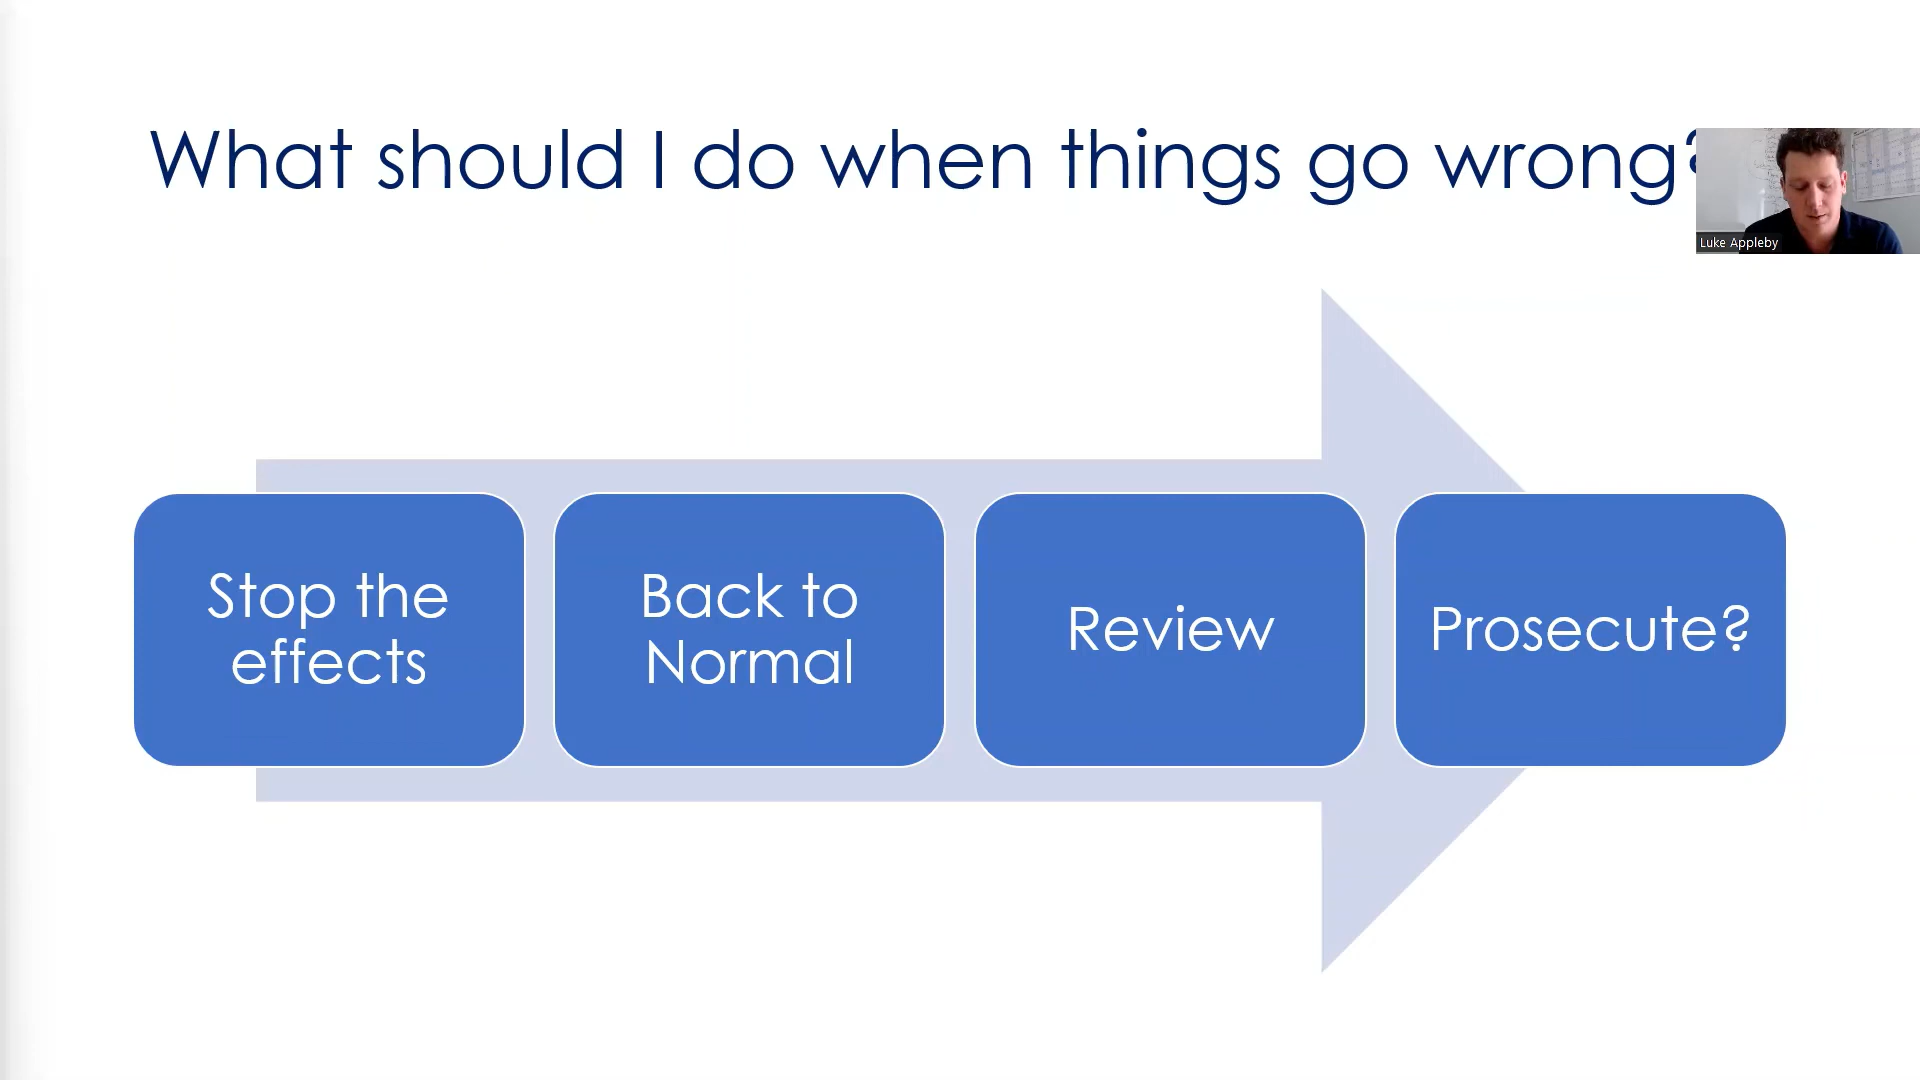 What should I do when things go wrong?
Luke Appleby
Stop the
effects
Back to
Normal
Review
Prosecute?